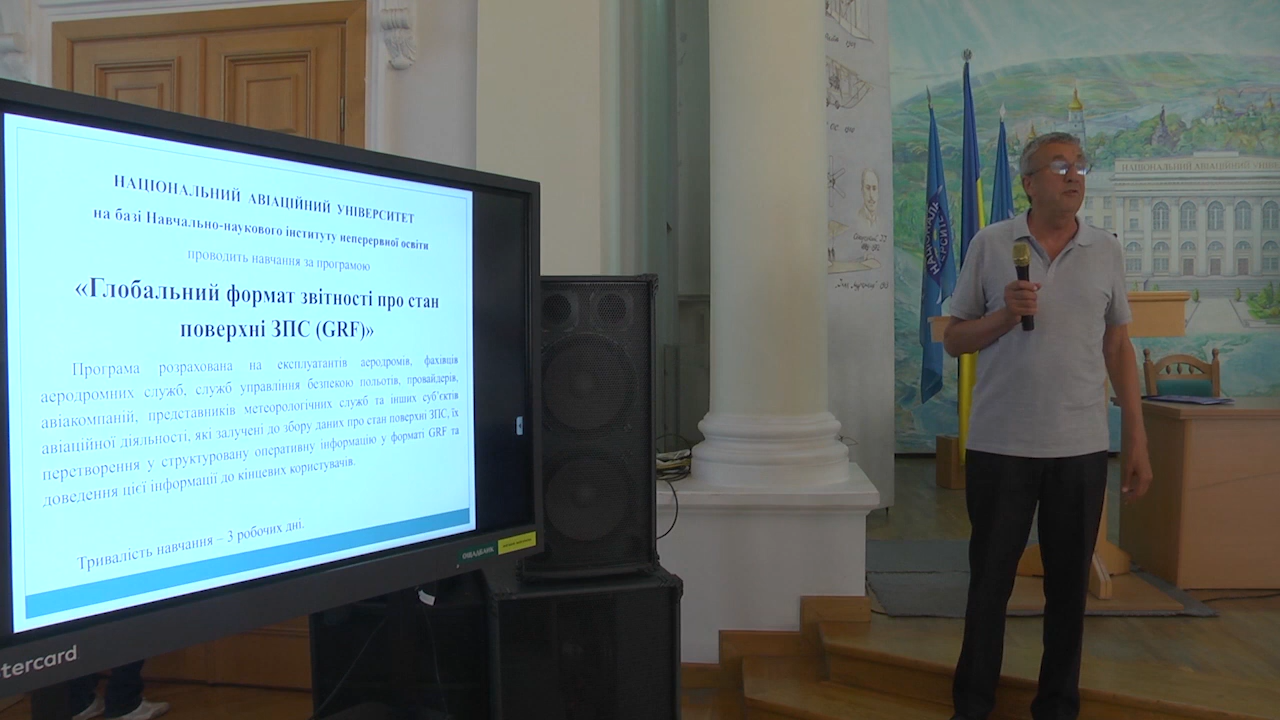 НАЦІОНАЛЬНИЙ АВІАЦІЙНИЙ УНІВЕРСИТЕТ
на базі Навчально-наукового інституту неперервної освіти
проводить навчання за програмою
«Глобальний формат звітності про стан
поверхні ЗПС (GRF)»
Програма розрахована на експлуатантів аеродромів, фахівців
аеродромних служб, служб управління безпекою польотів, провайдерів,
авіакомпаній, представників метеорологічних служб та інших суб'єктів
авіаційної діяльності, які залучені до збору даних про стан поверхні ЗПС, їх
перетворення у структуровану оперативну інформацію у форматі GRF та
доведення цієї інформації до кінцевих користувачів.
Тривалість навчання – 3 робочих дні.
ОЩАДБАНК
tercard
НАЦІОНАЛЬНИЙ АВІАЦІЙНИЙ УНІВЕРСИТЕТ